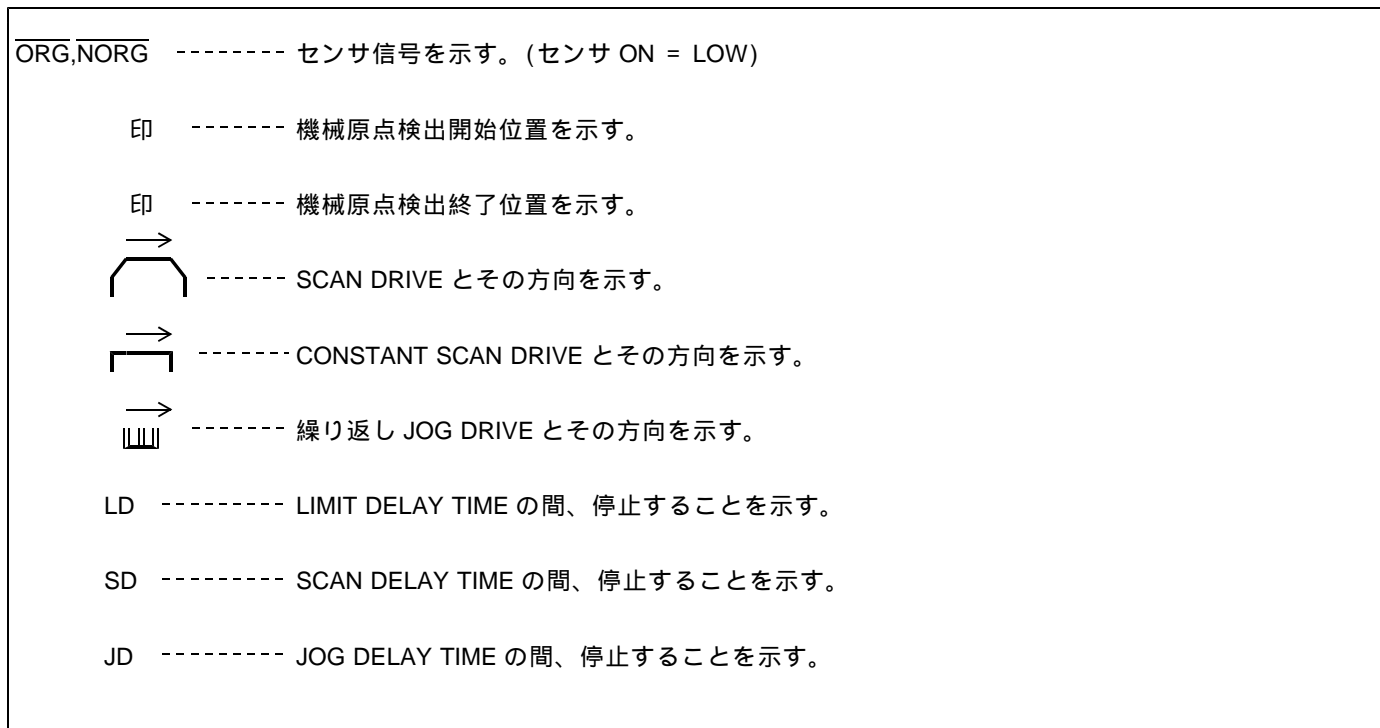 ORG,NORG -------- センサ信号を示す。(センサ ON = LOW)
印 ------- 機械原点検出開始位置を示す。
印 ------- 機械原点検出終了位置を示す。
------ SCAN DRIVE とその方向を示す。
------- CONSTANT SCAN DRIVE とその方向を示す。
------- 繰り返し JOG DRIVE とその方向を示す。
LD --------- LIMIT DELAY TIME の間、停止することを示す。
SD --------- SCAN DELAY TIME の間、停止することを示す。
JD --------- JOG DELAY TIME の間、停止することを示す。